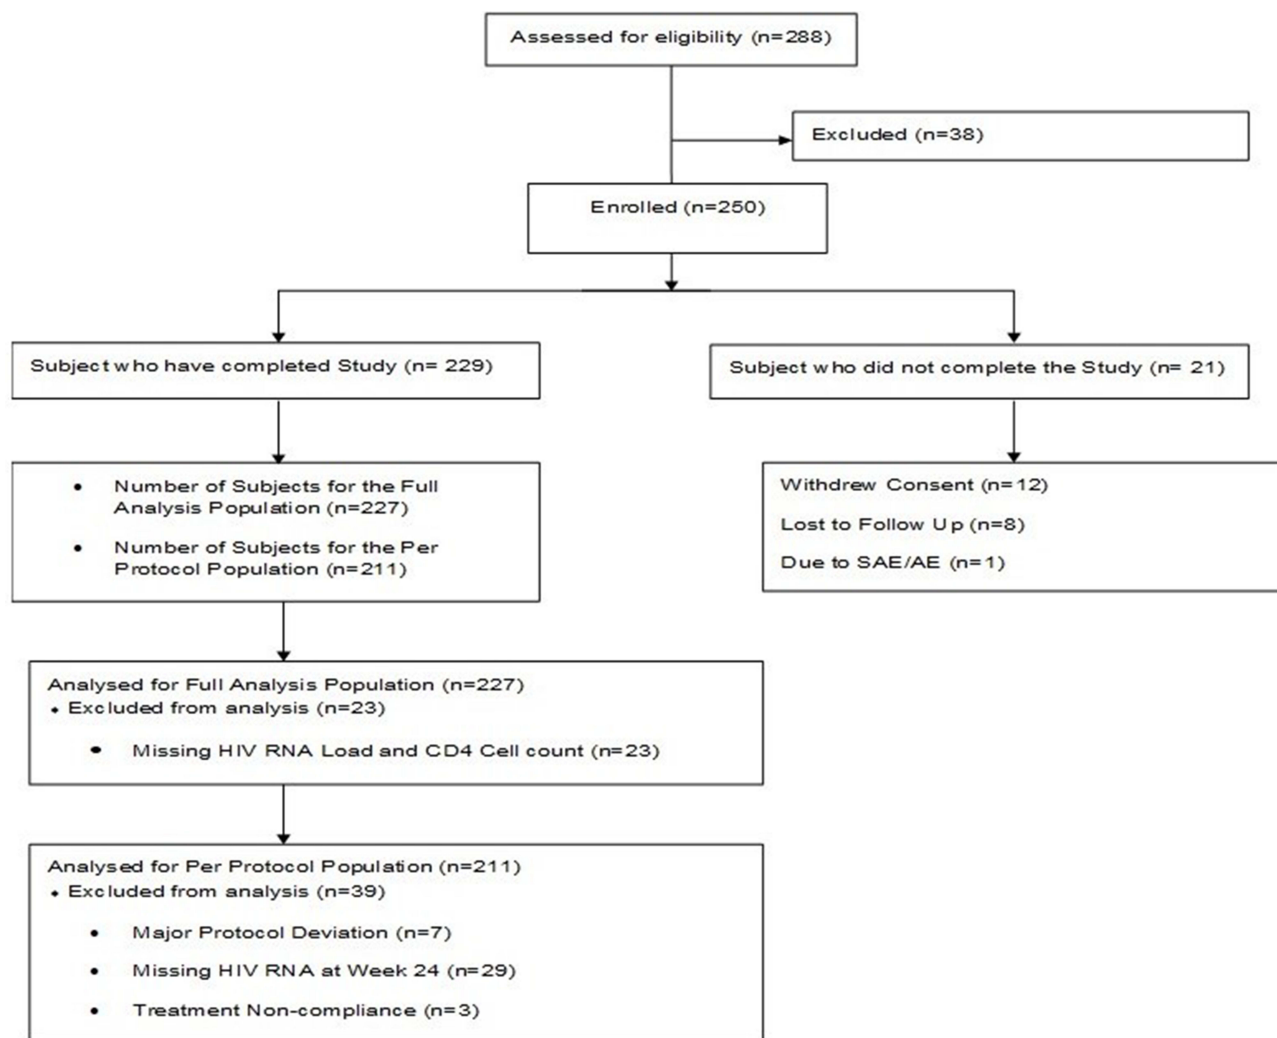 Assessed for eligibility (n=288)
Excluded (n=38)
Enrolled (n=250)
Subject who have completed Study (n= 229)
Subject who did not complete the Study (n= 21)
• Number of Subjects for the Full
Analysis Population (n=227)
• Number of Subjects for the Per
Protocol Population (n=211)
Withdrew Consent (n=12)
Lost to Follow Up (n=8)
Due to SAE/AE (n=1)
Analysed for Full Analysis Population (n=227)
• Excluded from analysis (n=23)
• Missing HIV RNA Load and CD4 Cell count (n=23)
Analysed for Per Protocol Population (n=211)
• Excluded from analysis (n=39)
• Major Protocol Deviation (n=7)
• Missing HIV RNA at Week 24 (n=29)
• Treatment Non-compliance (n=3)